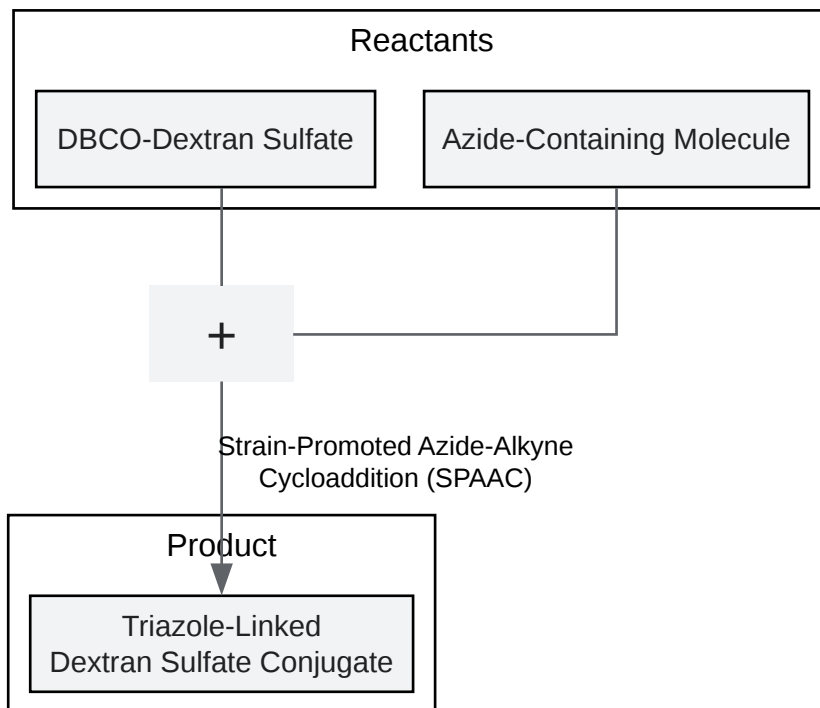 Reactants
DBCO-Dextran Sulfate
Azide-Containing Molecule
+
Strain-Promoted Azide-Alkyne
Cycloaddition (SPAAC)
Product
Triazole-Linked
Dextran Sulfate Conjugate